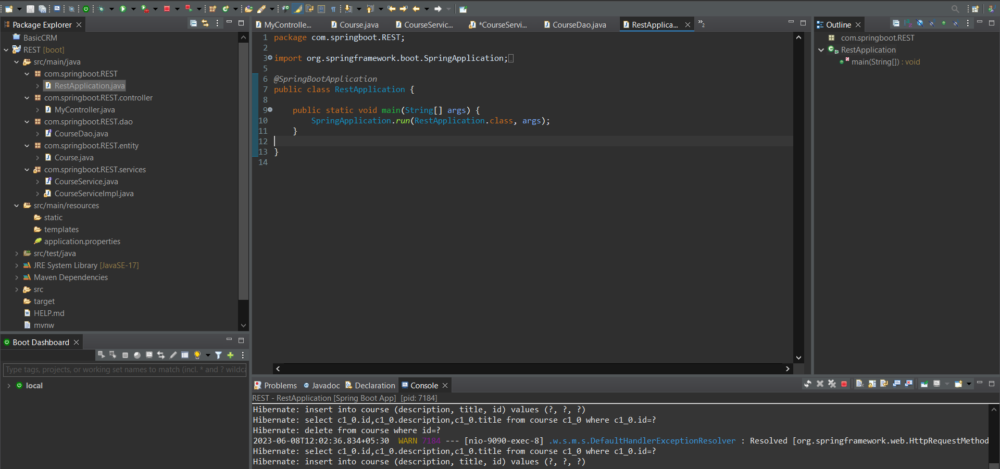 Package Explorer
BasicCRM
REST [boot]
src/main/java
com.springboot.REST
RestApplication.java
com.springboot.REST.controller
MyController.java
com.springboot.REST.dao
CourseDao.java
com.springboot.REST.entity
Course.java
com.springboot.REST.services
CourseService.java
CourseServiceImpl.java
src/main/resources
static
templates
application.properties
src/test/java
JRE System Library [JavaSE-17]
Maven Dependencies
src
target
HELP.md
mvnw
Boot Dashboard
Type tags, projects, or working set names to match (incl. * and ? wildca
local
MyControlle... Course.java CourseServic... *CourseServi... CourseDao.java RestApplica... »2
1 package com.springboot.REST;
2
3 import org.springframework.boot.SpringApplication;
5
6 @SpringBootApplication
7 public class RestApplication {
8
9 public static void main(String[] args) {
10 SpringApplication.run(RestApplication.class, args);
11 }
12
13 }
14
Outline
com.springboot.REST
RestApplication
main(String[]) : void
Problems @ Javadoc Declaration Console
REST - RestApplication [Spring Boot App] [pid: 7184]
Hibernate: insert into course (description, title, id) values (?, ?, ?)
Hibernate: select c1_0.id,c1_0.description,c1_0.title from course c1_0 where c1_0.id=?
Hibernate: delete from course where id=?
2023-06-08T12:02:36.834+05:30 WARN 7184 --- [nio-9090-exec-8] .w.s.m.s.DefaultHandlerExceptionResolver : Resolved [org.springframework.web.HttpRequestMethod
Hibernate: select c1_0.id,c1_0.description,c1_0.title from course c1_0 where c1_0.id=?
Hibernate: insert into course (description, title, id) values (?, ?, ?)